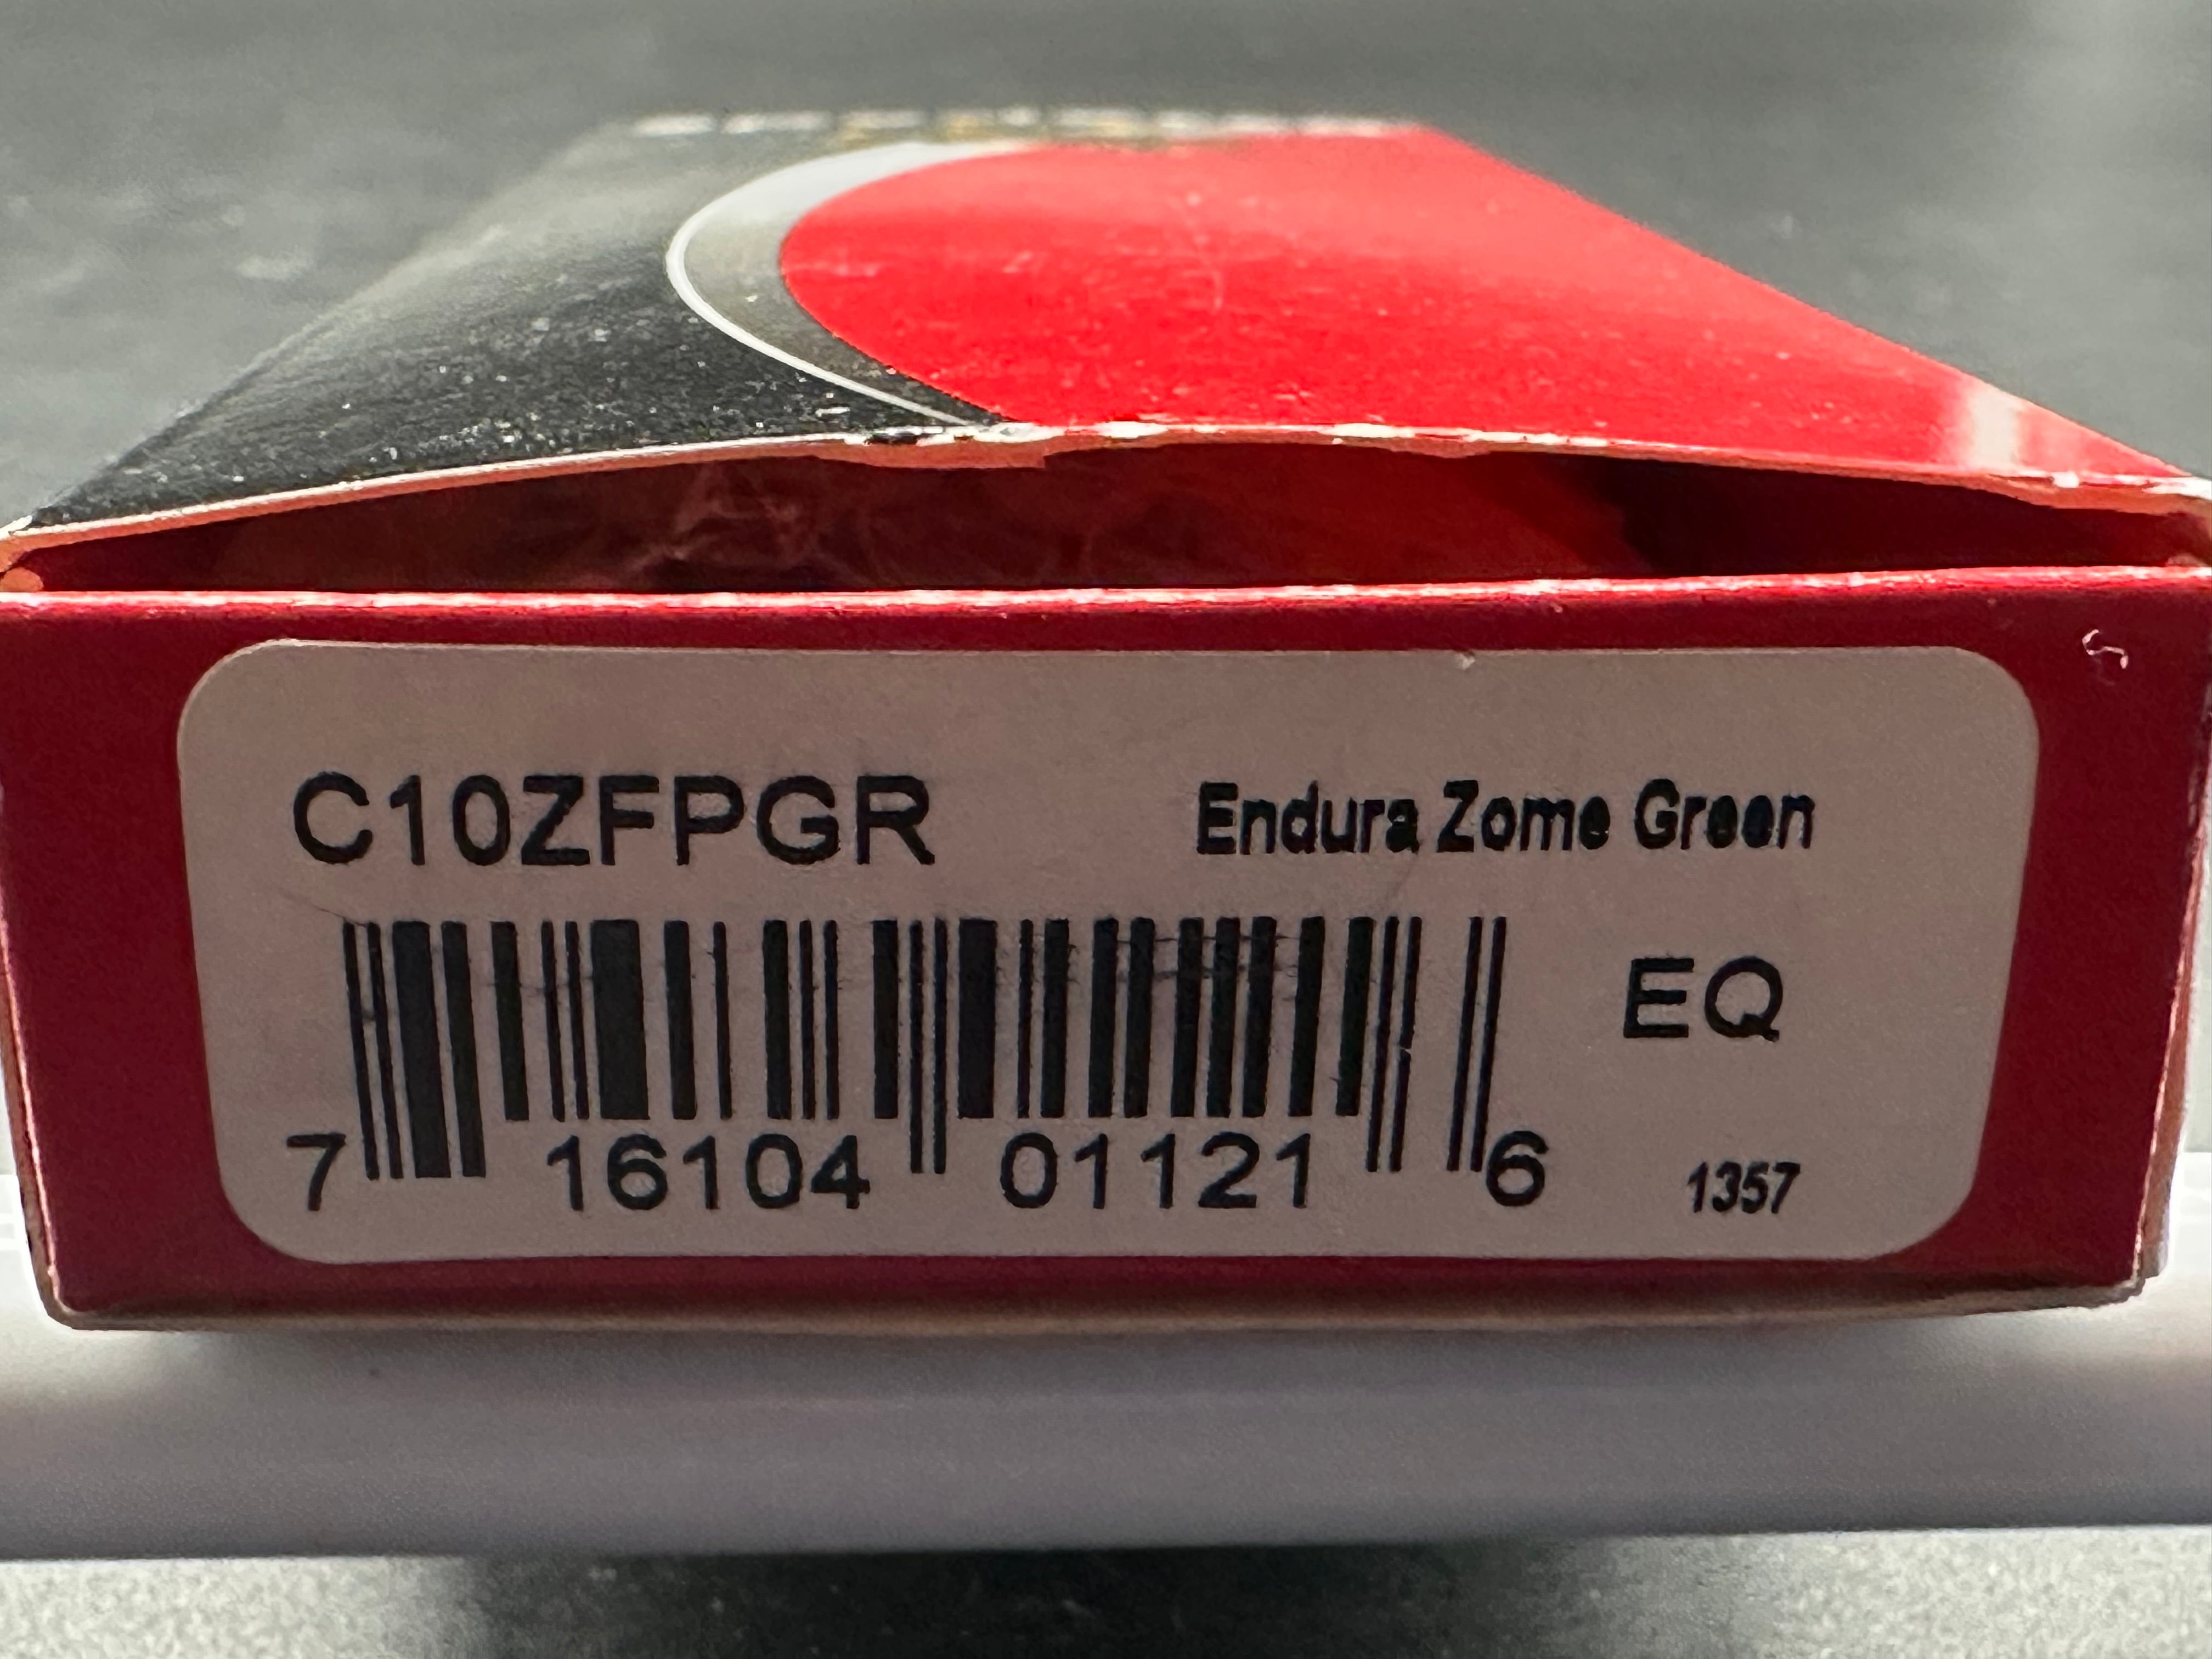 C10ZFPGR Endura Zome Green
EQ
7 16104 01121 6 1357